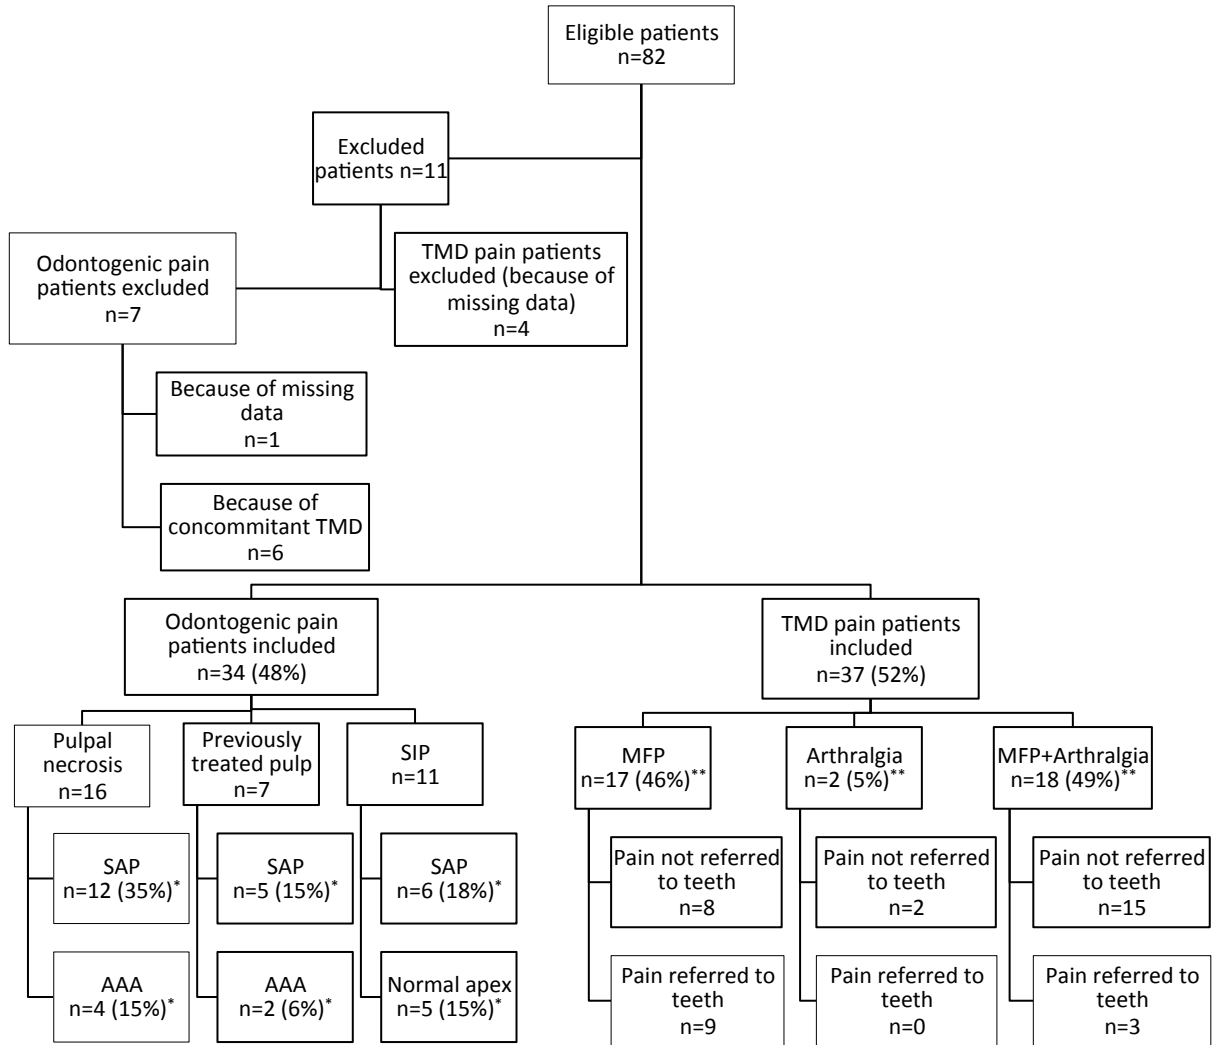 Eligible patients
n=82
Excluded
patients n=11
Odontogenic pain
patients excluded
n=7
TMD pain patients
excluded (because of
missing data)
n=4
Because of missing
data
n=1
Because of
concommitant TMD
n=6
Odontogenic pain
patients included
n=34 (48%)
TMD pain patients
included
n=37 (52%)
Pulpal
necrosis
n=16
Previously
treated pulp
n=7
SIP
n=11
MFP
n=17 (46%)**
Arthralgia
n=2 (5%)**
MFP+Arthralgia
n=18 (49%)**
SAP
n=12 (35%)*
SAP
n=5 (15%)*
SAP
n=6 (18%)*
Pain not referred
to teeth
n=8
Pain not referred
to teeth
n=2
Pain not referred
to teeth
n=15
AAA
n=4 (15%)*
AAA
n=2 (6%)*
Normal apex
n=5 (15%)*
Pain referred to
teeth
n=9
Pain referred to
teeth
n=0
Pain referred to
teeth
n=3